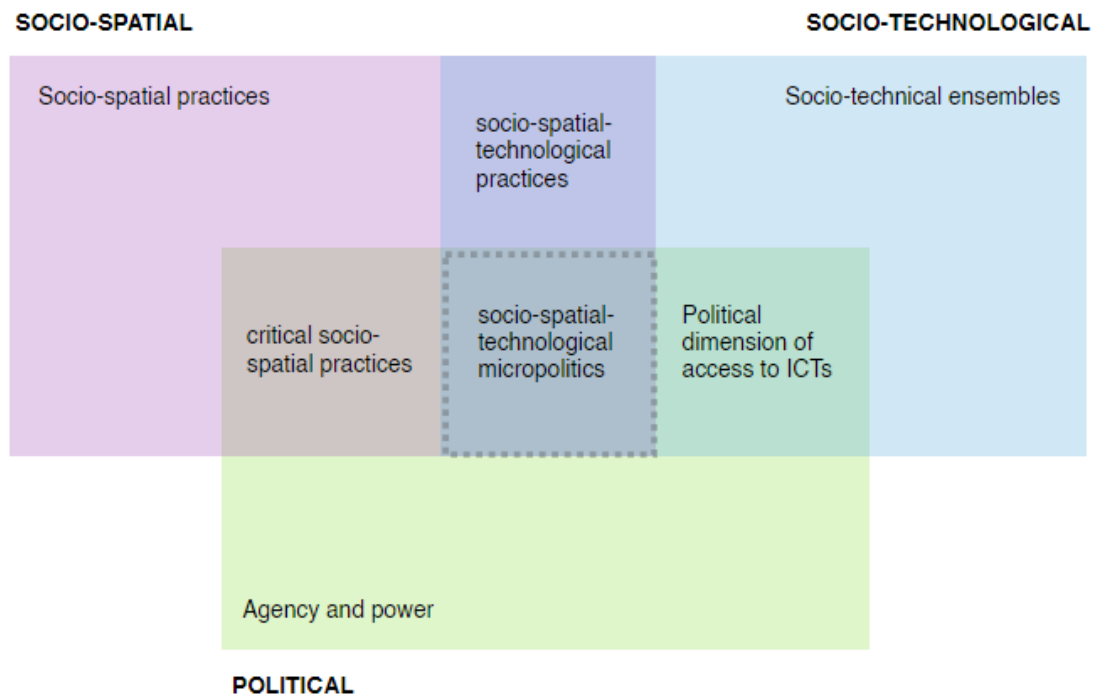 SOCIO-SPATIAL
SOCIO-TECHNOLOGICAL
Socio-spatial practices
socio-spatial-
technological
practices
Socio-technical ensembles
critical socio-
spatial practices
socio-spatial-
technological
micropolitics
Political
dimension of
access to ICTs
Agency and power
POLITICAL